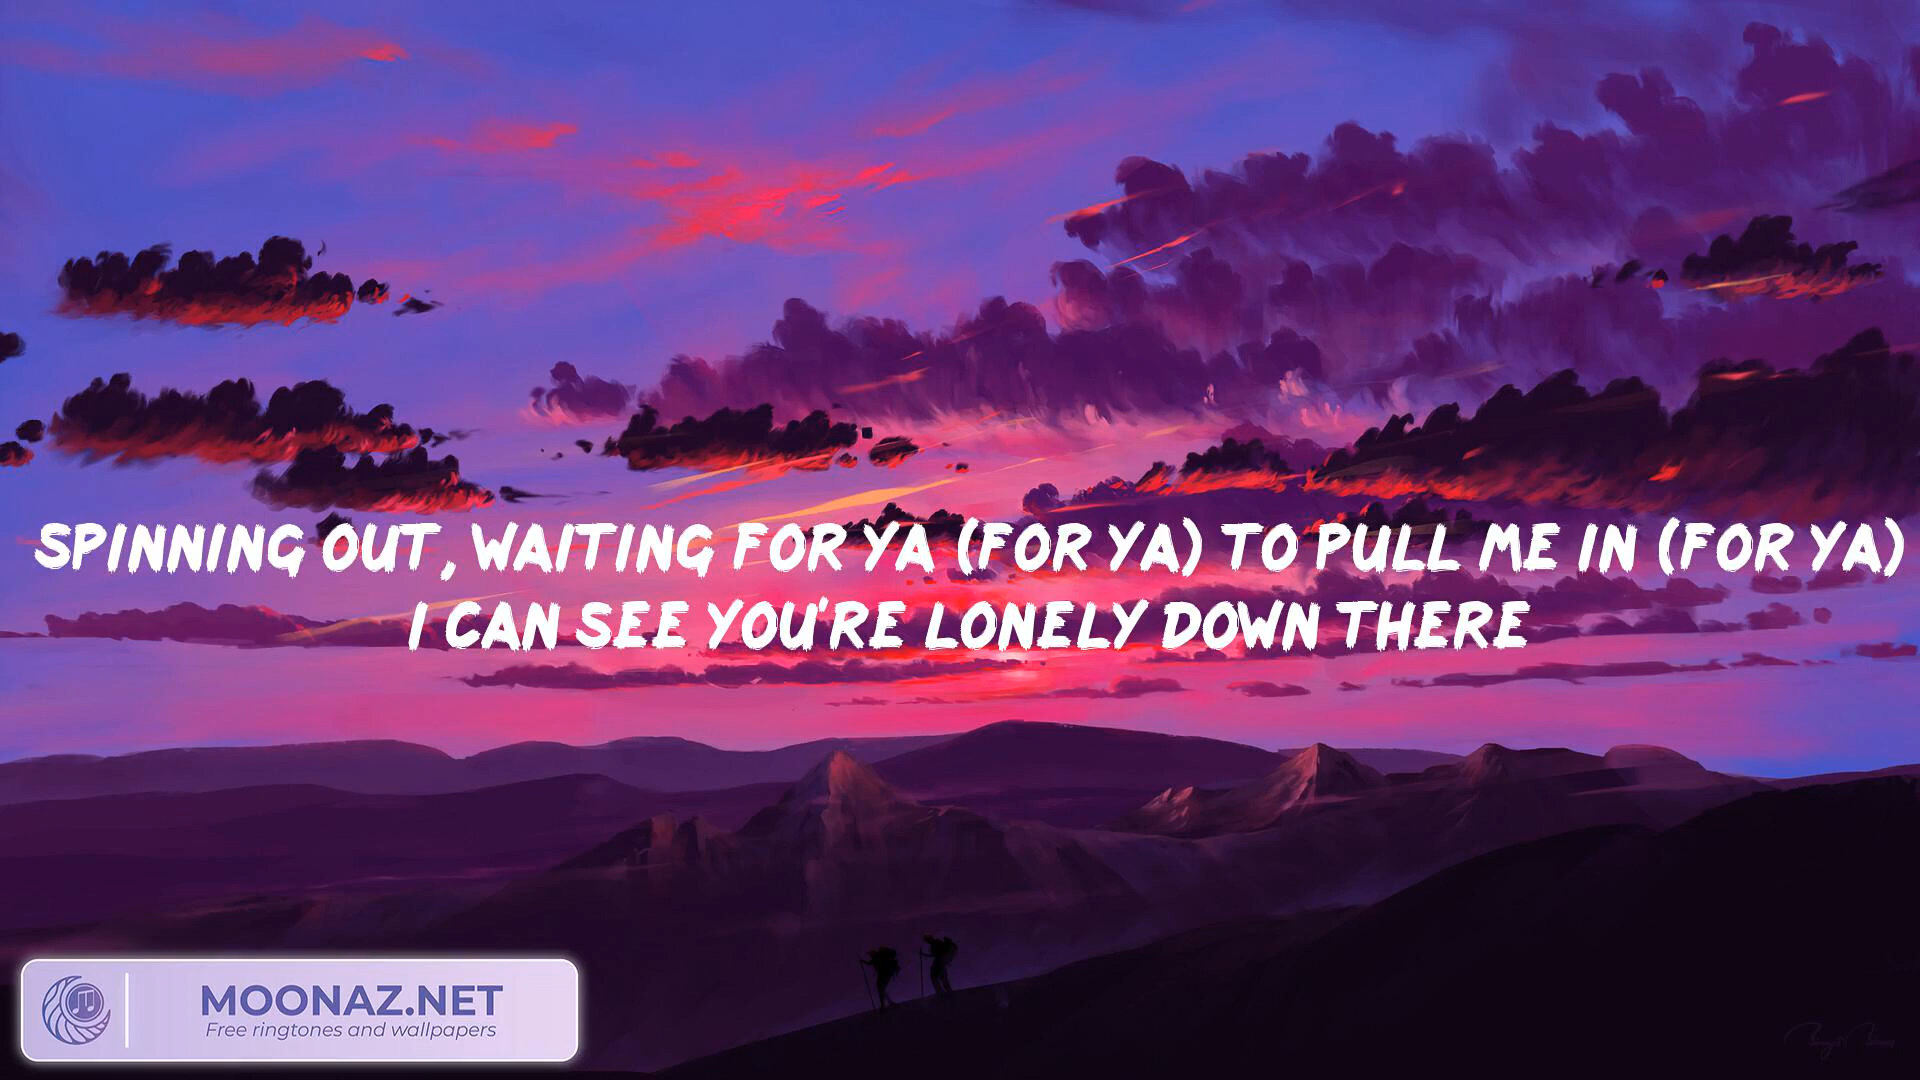 SPINNING OUT, WAITING FOR YA (FOR YA) TO PULL ME IN (FOR YA)
I CAN SEE YOU'RE LONELY DOWN THERE
MOONAZ.NET
Free ringtones and wallpapers